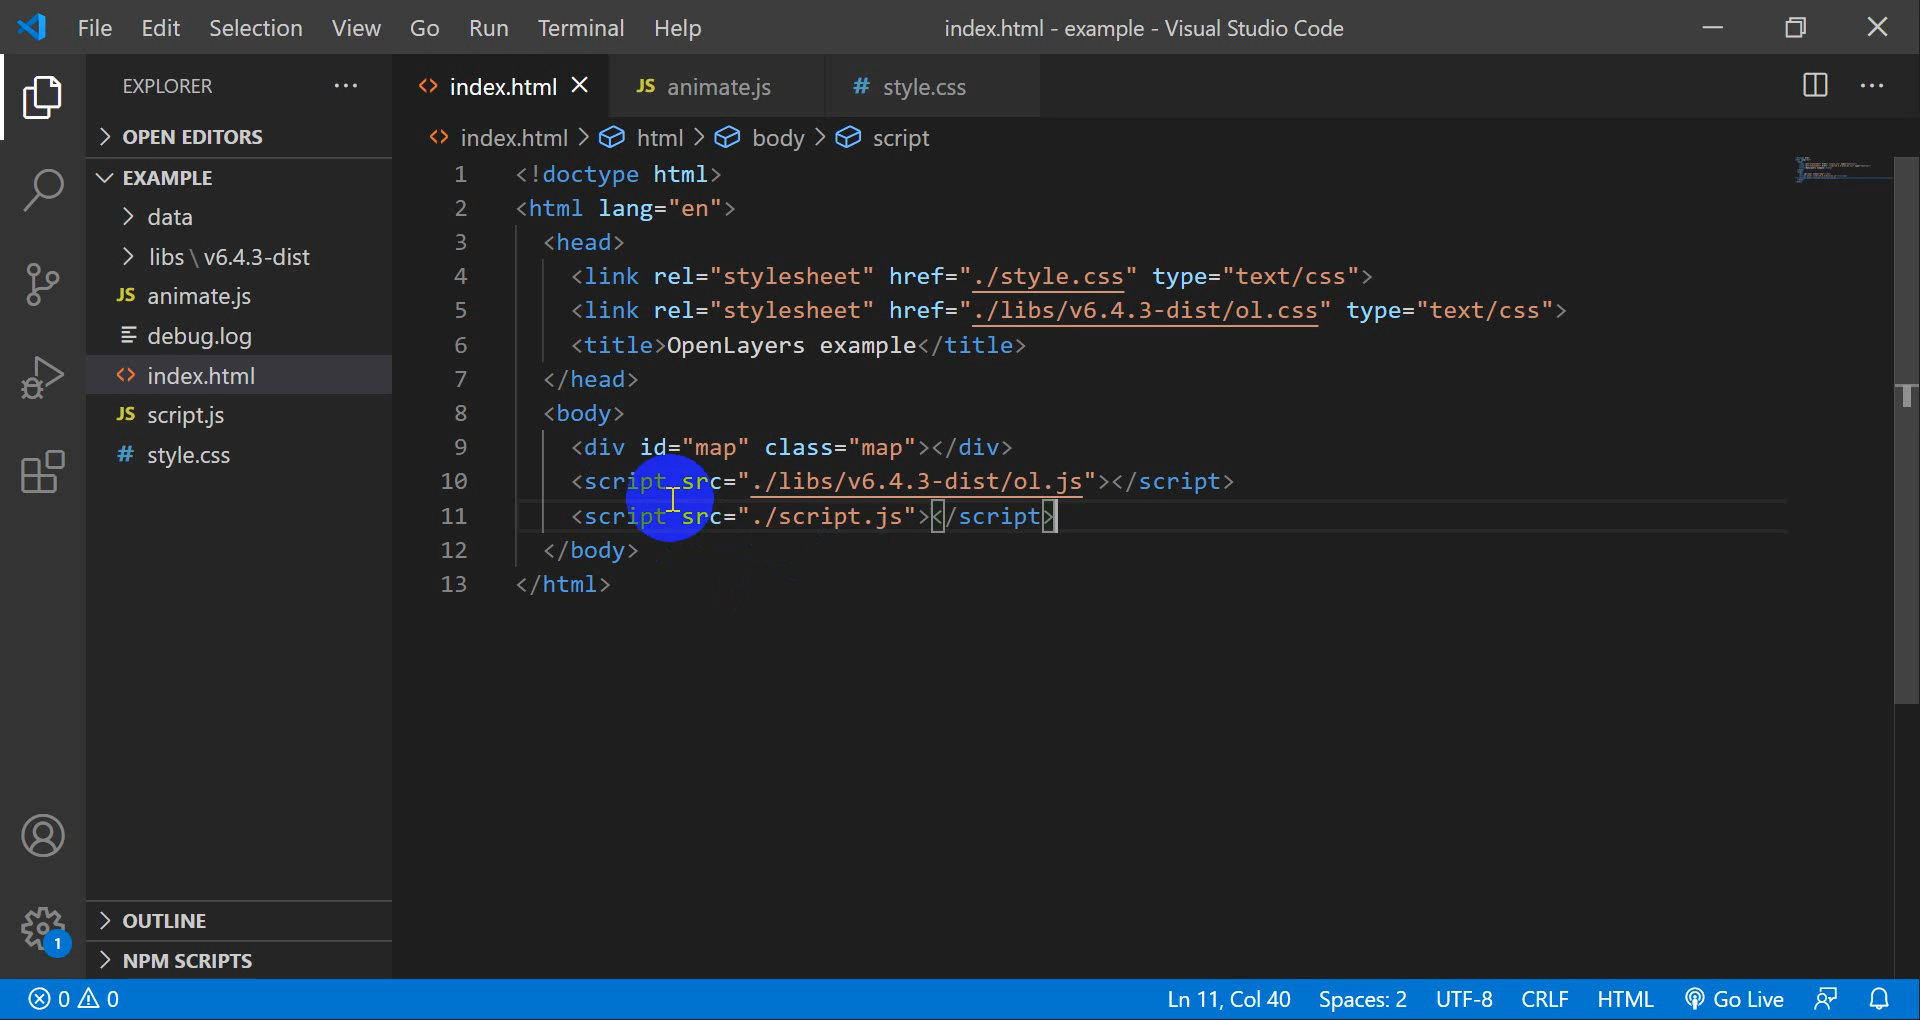 File Edit Selection View Go Run Terminal Help index.html - example - Visual Studio Code
EXPLORER
index.html
JS animate.js
# style.css
OPEN EDITORS
index.html > html > body > script
EXAMPLE
data
libs \ v6.4.3-dist
JS animate.js
debug.log
index.html
JS script.js
# style.css
1 <!doctype html>
2 <html lang="en">
3 <head>
4 <link rel="stylesheet" href="./style.css" type="text/css">
5 <link rel="stylesheet" href="./libs/v6.4.3-dist/ol.css" type="text/css">
6 <title>OpenLayers example</title>
7 </head>
8 <body>
9 <div id="map" class="map"></div>
10 <script src="./libs/v6.4.3-dist/ol.js"></script>
11 <script src="./script.js"></script>
12 </body>
13 </html>
OUTLINE
1
NPM SCRIPTS
0 0 Ln 11, Col 40 Spaces: 2 UTF-8 CRLF HTML Go Live